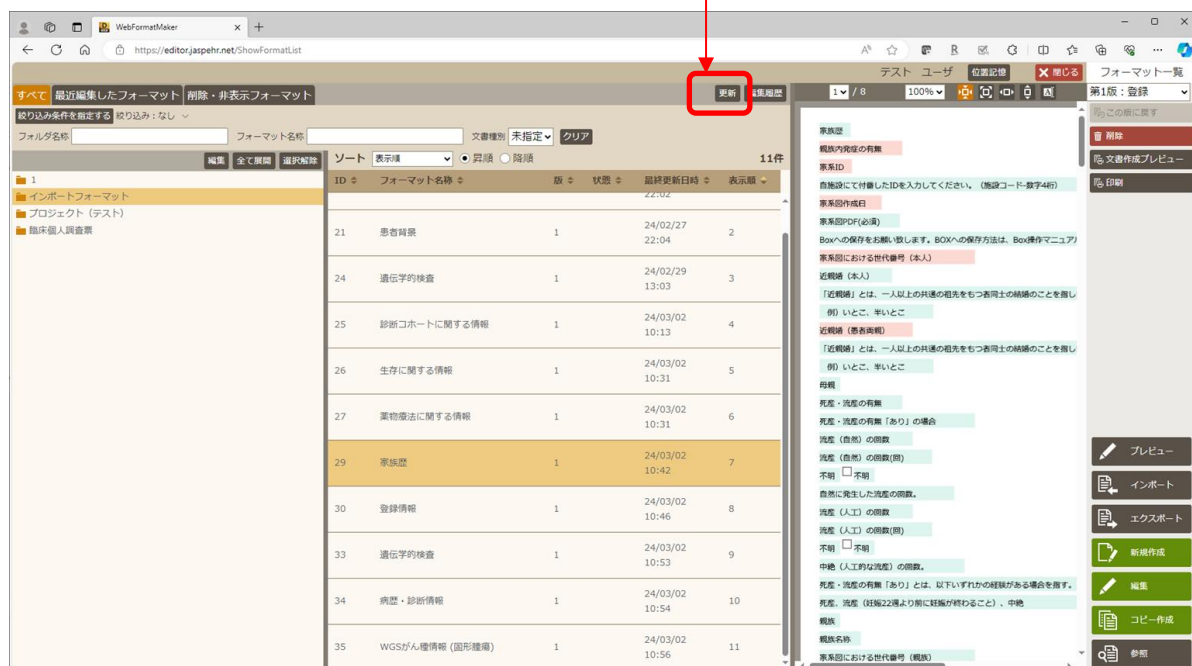 WebFormatMaker
https://editor.jaspehr.net/ShowFormatList
テスト ユーザ 位置記憶 閉じる フォーマット一覧
すべて 最近編集したフォーマット 削除・非表示フォーマット 更新 編集履歴
1 / 8 100%
第1版：登録
絞り込み条件を指定する 絞り込み：なし
この版に戻す
フォルダ名称 フォーマット名称 文書種別 未指定 クリア
削除
編集 全て展開 選択解除
ソート 表示順 昇順 降順 11件
文書作成プレビュー
印刷
1
インポートフォーマット
プロジェクト（テスト）
臨床個人調査票
ID フォーマット名称 版 状態 最終更新日時 表示順
22:02
21 患者背景 1 24/02/27 22:04 2
24 遺伝学的検査 1 24/02/29 13:03 3
25 診断コホートに関する情報 1 24/03/02 10:13 4
26 生存に関する情報 1 24/03/02 10:31 5
27 薬物療法に関する情報 1 24/03/02 10:31 6
29 家族歴 1 24/03/02 10:42 7
30 登録情報 1 24/03/02 10:46 8
33 遺伝学的検査 1 24/03/02 10:53 9
34 病歴・診断情報 1 24/03/02 10:54 10
35 WGSがん種情報 (固形腫瘍) 1 24/03/02 10:56 11
家族歴
親族内発症の有無
家系ID
自施設にて付番したIDを入力してください。（施設コード-数字4桁）
家系図作成日
家系図PDF(必須)
Boxへの保存をお願い致します。BOXへの保存方法は、Box操作マニュア
家系図における世代番号（本人）
近親婚（本人）
「近親婚」とは、一人以上の共通の祖先をもつ者同士の結婚のことを指し
例）いとこ、半いとこ
近親婚（患者両親）
「近親婚」とは、一人以上の共通の祖先をもつ者同士の結婚のことを指し
例）いとこ、半いとこ
母親
死産・流産の有無
死産・流産の有無「あり」の場合
流産（自然）の回数
流産（自然）の回数(回)
不明 不明
自然に発生した流産の回数。
流産（人工）の回数
流産（人工）の回数(回)
不明 不明
中絶（人工的な流産）の回数。
死産・流産の有無「あり」とは、以下いずれかの経験がある場合を指す。
死産、流産（妊娠22週より前に妊娠が終わること）、中絶
親族
親族名称
家系図における世代番号（親族）
プレビュー
インポート
エクスポート
新規作成
編集
コピー作成
参照